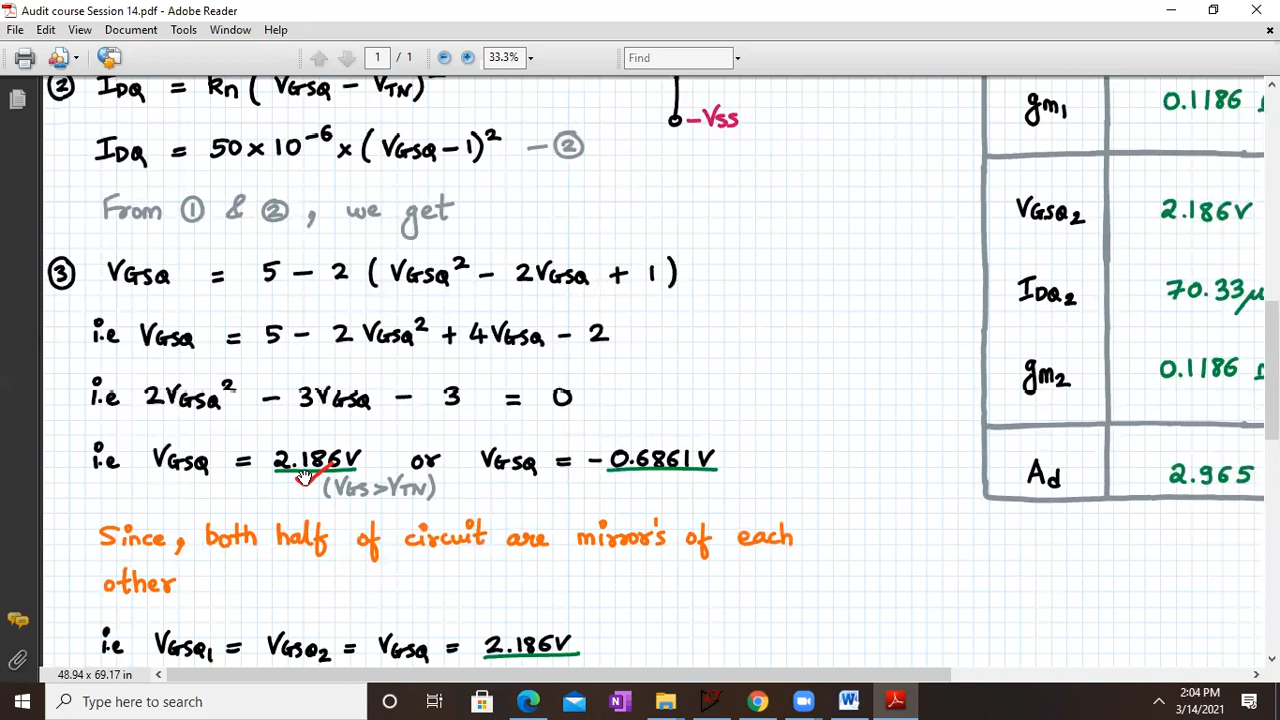 Audit course Session 14.pdf - Adobe Reader
File Edit View Document Tools Window Help
1 / 1 33.3% Find
② IDQ = kn ( VGSQ - VTN)
IDQ = 50 × 10⁻⁶ × ( VGSQ - 1)² - ②
From ① & ② , we get
③ VGSQ = 5 - 2 ( VGSQ² - 2VGSQ + 1 )
i.e VGSQ = 5 - 2 VGSQ² + 4VGSQ - 2
i.e 2VGSQ² - 3VGSQ - 3 = 0
i.e VGSQ = 2.186V or VGSQ = - 0.6861 V
(VGS > VTN)
Since, both half of circuit are mirror's of each
other
i.e VGSQ1 = VGSQ2 = VGSQ = 2.186V
-VSS
gm1 0.1186
VGSQ2 2.186V
IDQ2 70.33μ
gm2 0.1186
Ad 2.965
48.94 x 69.17 in
Type here to search
2:04 PM
3/14/2021